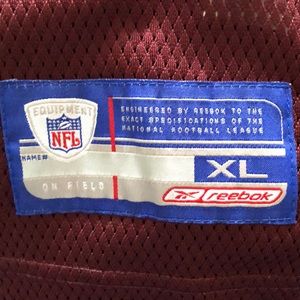 EQUIPMENT
NFL
ENGINEERED BY REEBOK TO THE
EXACT SPECIFICATIONS OF THE
NATIONAL FOOTBALL LEAGUE
NAME#
XL
ON FIELD
Reebok